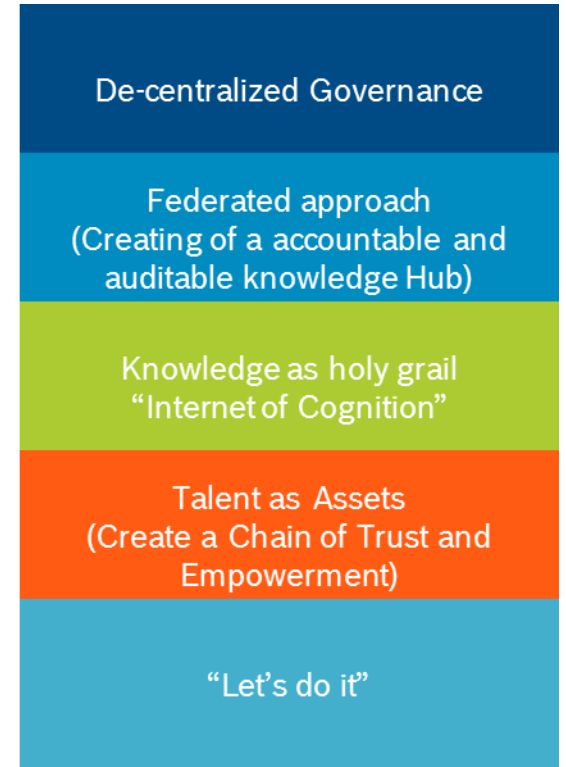 De-centralized Governance
Federated approach
(Creating of a accountable and
auditable knowledge Hub)
Knowledge as holy grail
“Internet of Cognition”
Talent as Assets
(Create a Chain of Trust and
Empowerment)
“Let’s do it”